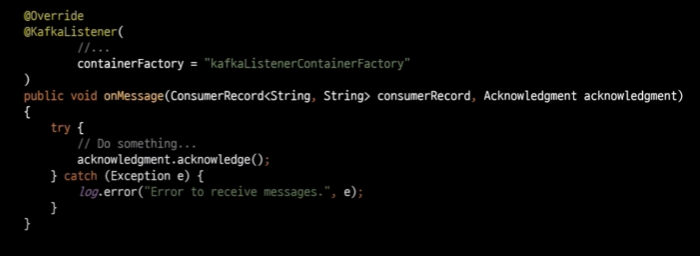 @Override
@KafkaListener(
//...
containerFactory = "kafkaListenerContainerFactory"
)
public void onMessage(ConsumerRecord<String, String> consumerRecord, Acknowledgment acknowledgment)
{
try {
// Do something...
acknowledgment.acknowledge();
} catch (Exception e) {
log.error("Error to receive messages.", e);
}
}